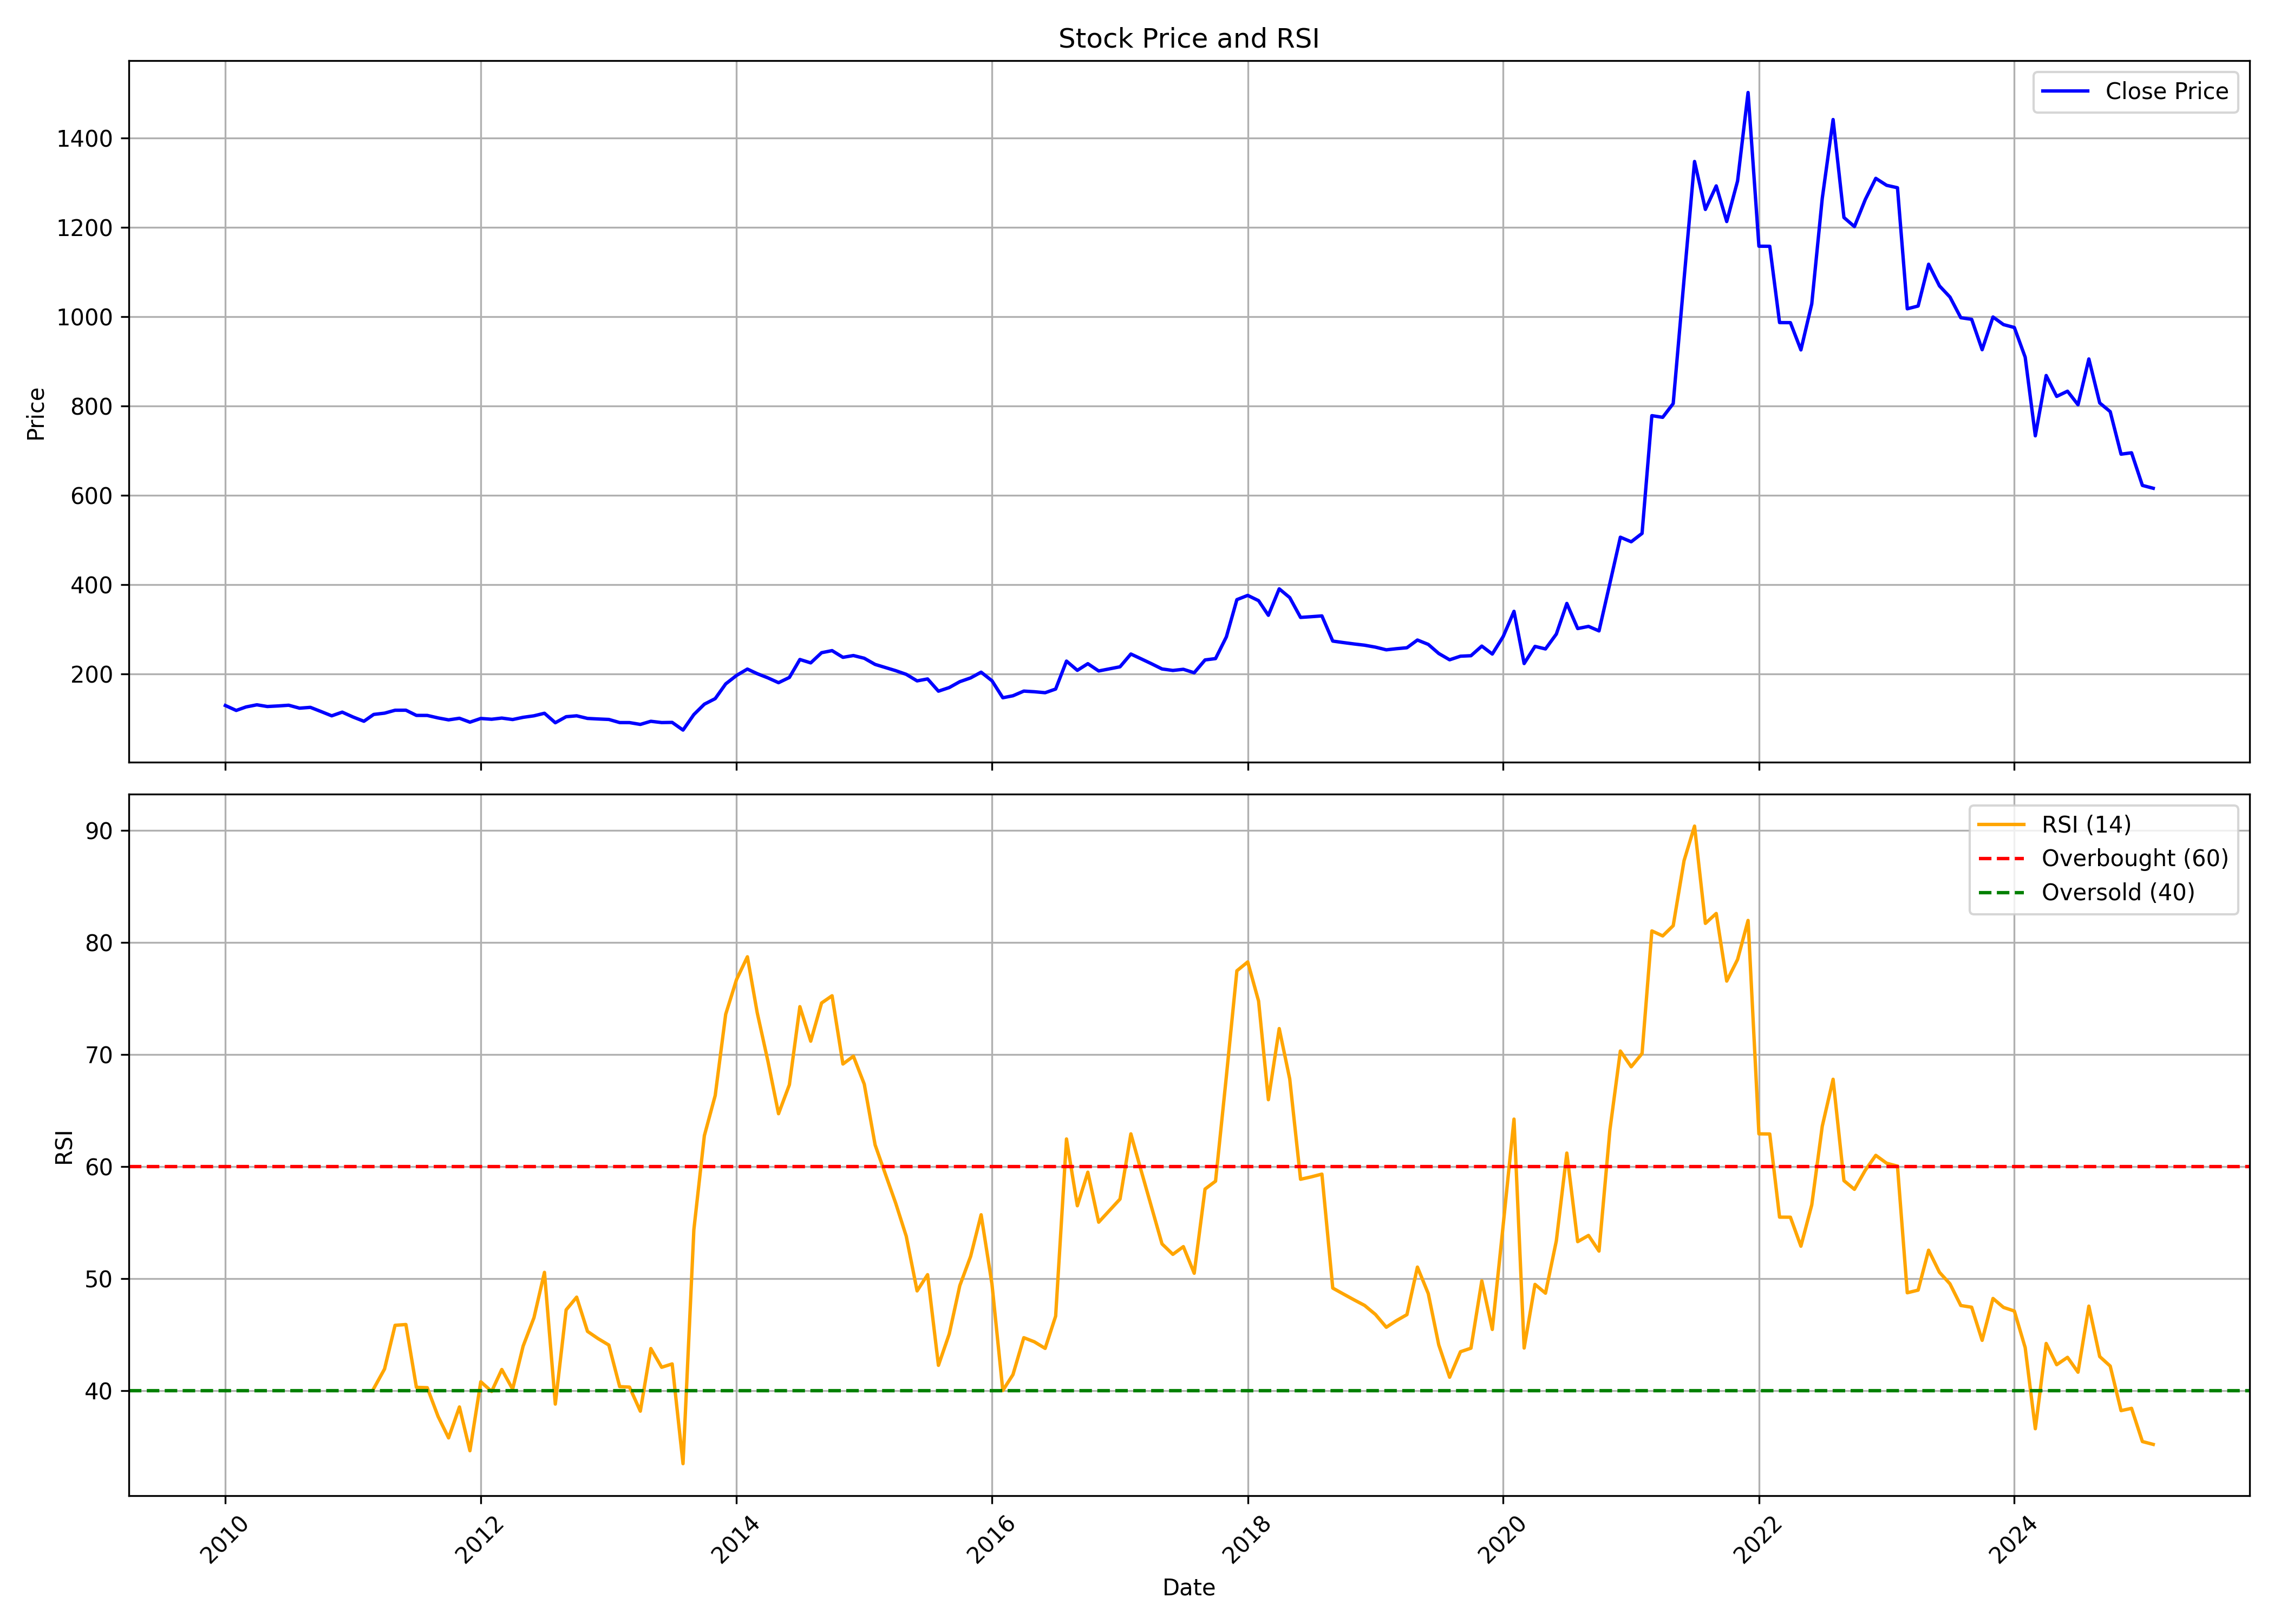 Stock Price and RSI
Close Price
1400
1200
1000
800
600
400
200
Price
RSI (14)
Overbought (60)
Oversold (40)
90
80
70
60
50
40
RSI
2010
2012
2014
2016
2018
2020
2022
2024
Date